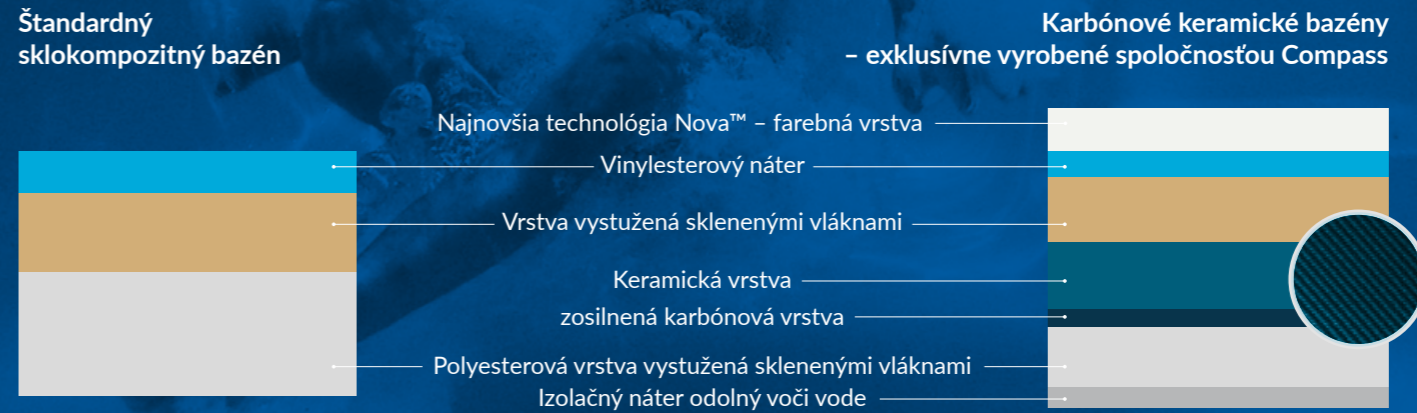 Štandardný
sklokompozitný bazén
Karbónové keramické bazény
– exklusívne vyrobené spoločnosťou Compass
Najnovšia technológia Nova™ – farebná vrstva
Vinylesterový náter
Vrstva vystužená sklenenými vláknami
Keramická vrstva
zosilnená karbónová vrstva
Polyesterová vrstva vystužená sklenenými vláknami
Izolačný náter odolný voči vode